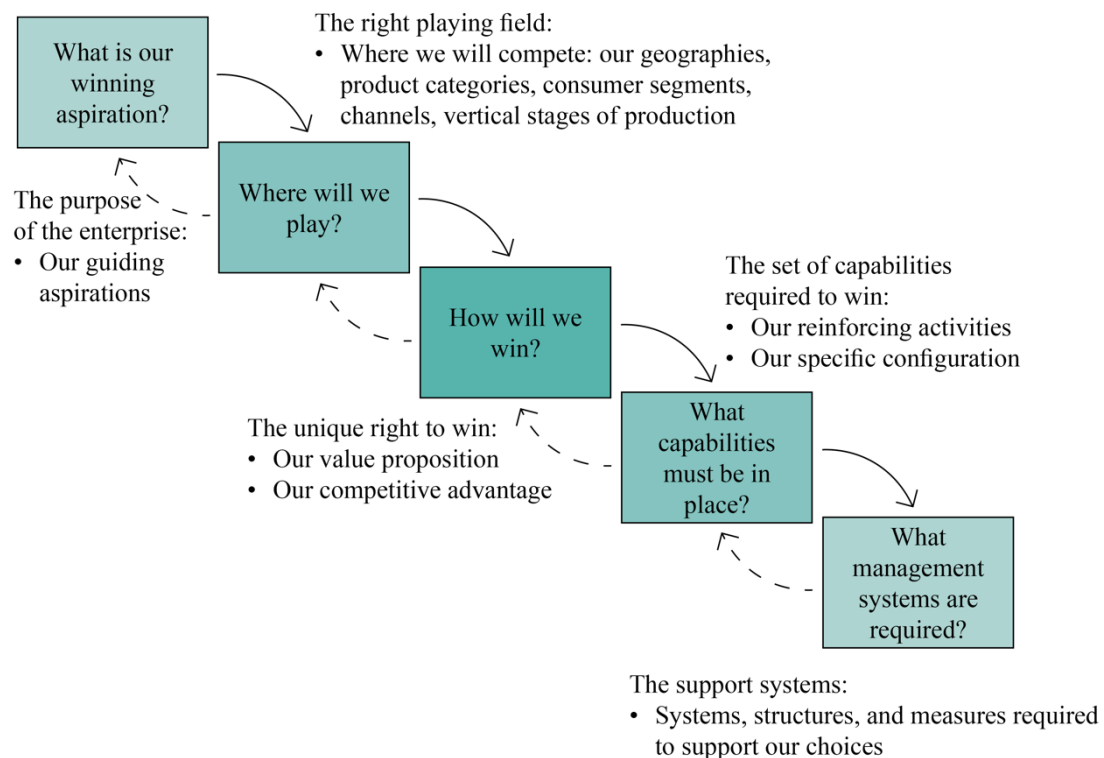 What is our
winning
aspiration?
The right playing field:
• Where we will compete: our geographies,
product categories, consumer segments,
channels, vertical stages of production
Where will we
play?
The purpose
of the enterprise:
• Our guiding
aspirations
How will we
win?
The set of capabilities
required to win:
• Our reinforcing activities
• Our specific configuration
The unique right to win:
• Our value proposition
• Our competitive advantage
What
capabilities
must be in
place?
What
management
systems are
required?
The support systems:
• Systems, structures, and measures required
to support our choices